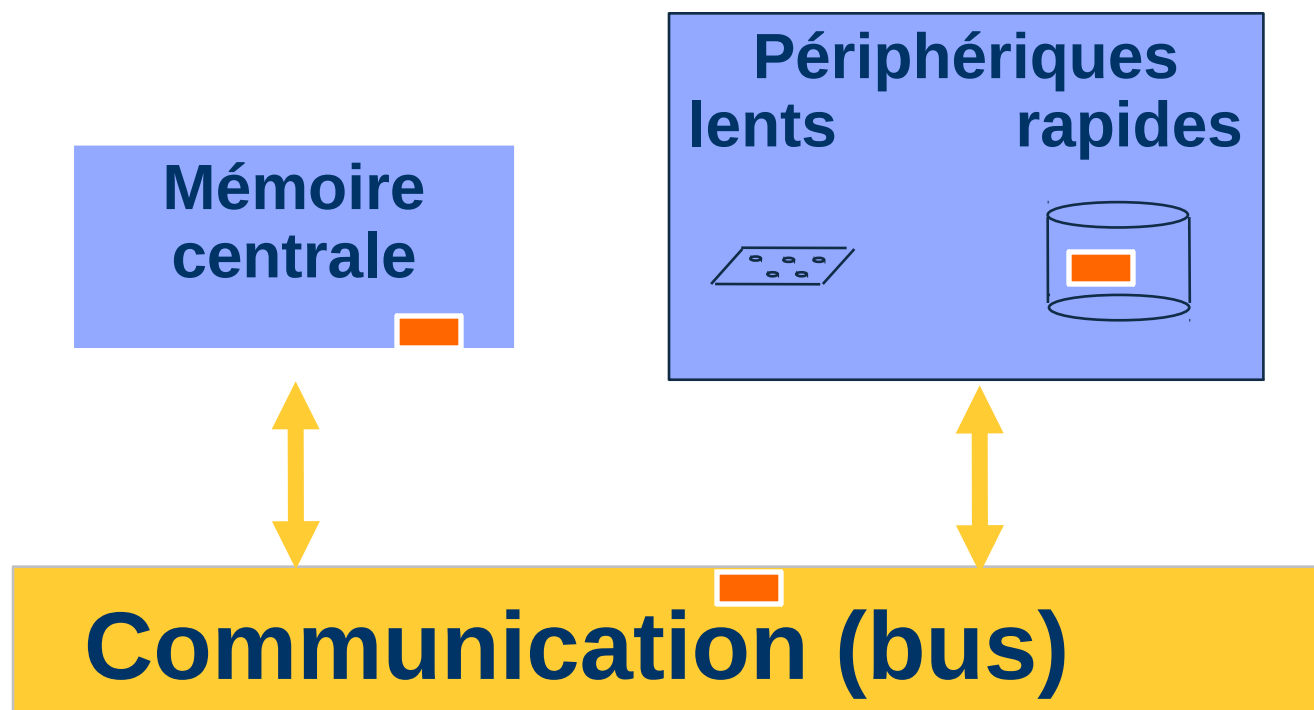 Périphériques
lents rapides
Mémoire
centrale
Communication (bus)